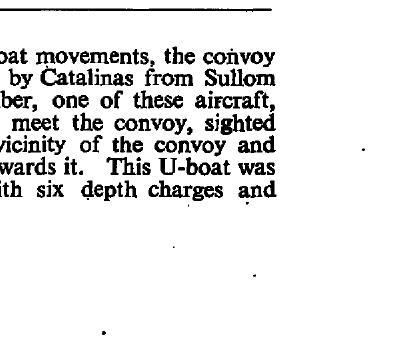 oat movements, the convoy
by Catalinas from Sullom
ber, one of these aircraft,
meet the convoy, sighted
vicinity of the convoy and
wards it. This U-boat was
ith six depth charges and